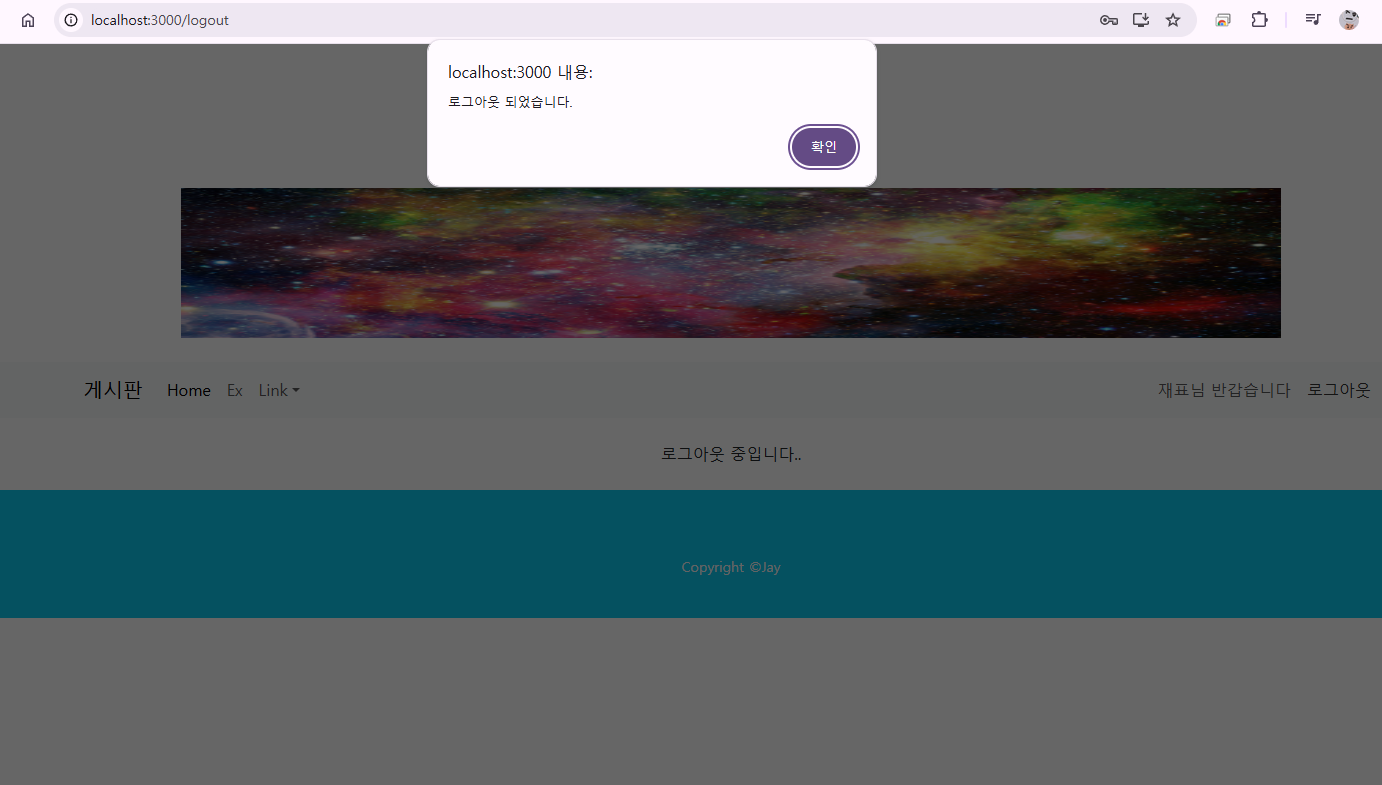 localhost:3000/logout
localhost:3000 내용:
로그아웃 되었습니다.
확인
게시판 Home Ex Link 재표님 반갑습니다 로그아웃
로그아웃 중입니다..
Copyright ©Jay